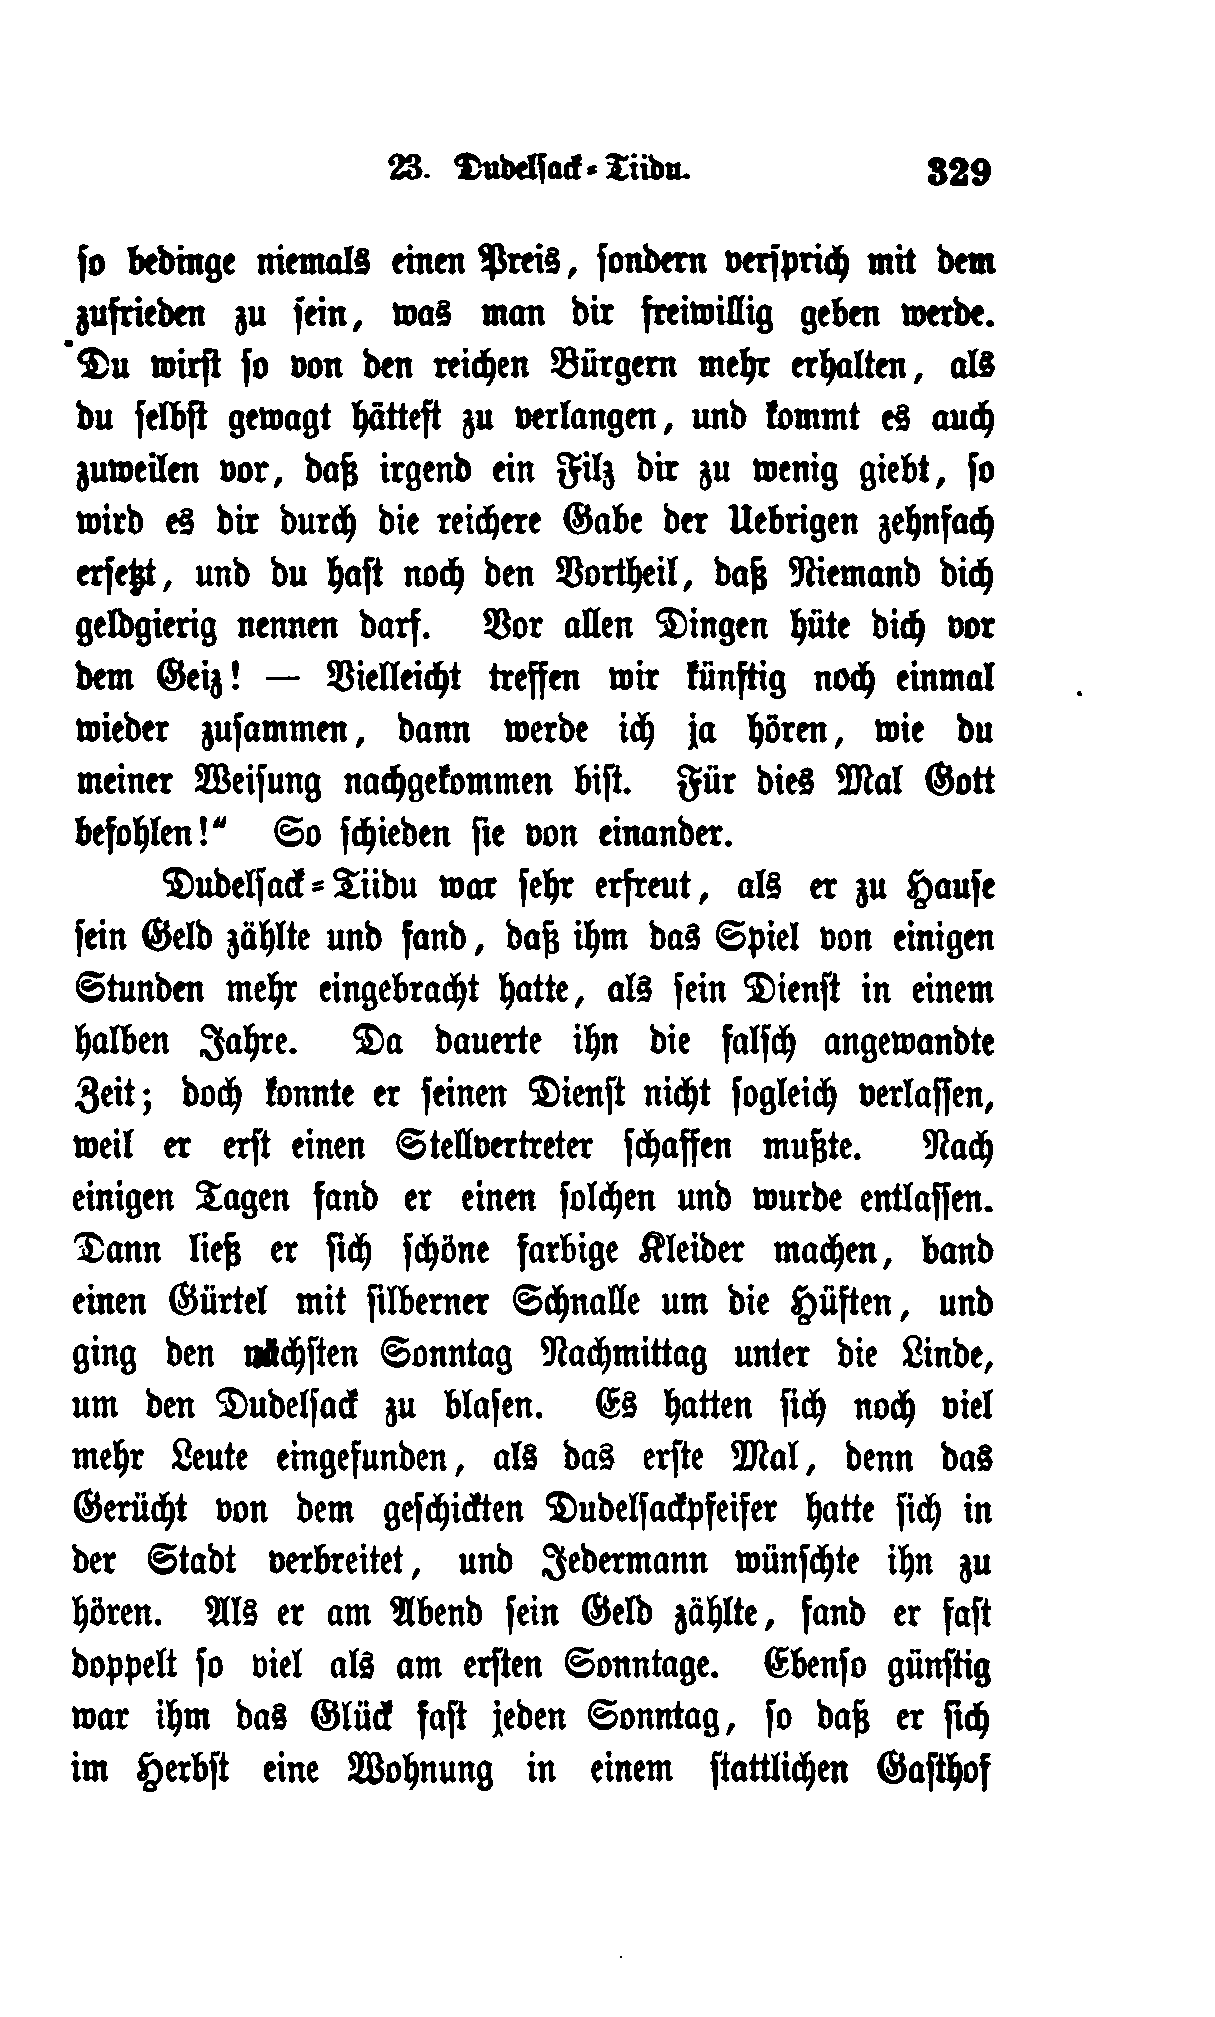 23. Dudelsack-Tiidu. 329
so bedinge niemals einen Preis, sondern versprich mit dem
zufrieden zu sein, was man dir freiwillig geben werde.
Du wirst so von den reichen Bürgern mehr erhalten, als
du selbst gewagt hättest zu verlangen, und kommt es auch
zuweilen vor, daß irgend ein Filz dir zu wenig giebt, so
wird es dir durch die reichere Gabe der Uebrigen zehnfach
ersetzt, und du hast noch den Vortheil, daß Niemand dich
geldgierig nennen darf. Vor allen Dingen hüte dich vor
dem Geiz! — Vielleicht treffen wir künftig noch einmal
wieder zusammen, dann werde ich ja hören, wie du
meiner Weisung nachgekommen bist. Für dies Mal Gott
befohlen!“ So schieden sie von einander.
Dudelsack-Tiidu war sehr erfreut, als er zu Hause
sein Geld zählte und fand, daß ihm das Spiel von einigen
Stunden mehr eingebracht hatte, als sein Dienst in einem
halben Jahre. Da dauerte ihn die falsch angewandte
Zeit; doch konnte er seinen Dienst nicht sogleich verlassen,
weil er erst einen Stellvertreter schaffen mußte. Nach
einigen Tagen fand er einen solchen und wurde entlassen.
Dann ließ er sich schöne farbige Kleider machen, band
einen Gürtel mit silberner Schnalle um die Hüften, und
ging den nächsten Sonntag Nachmittag unter die Linde,
um den Dudelsack zu blasen. Es hatten sich noch viel
mehr Leute eingefunden, als das erste Mal, denn das
Gerücht von dem geschickten Dudelsackpfeifer hatte sich in
der Stadt verbreitet, und Jedermann wünschte ihn zu
hören. Als er am Abend sein Geld zählte, fand er fast
doppelt so viel als am ersten Sonntage. Ebenso günstig
war ihm das Glück fast jeden Sonntag, so daß er sich
im Herbst eine Wohnung in einem stattlichen Gasthof